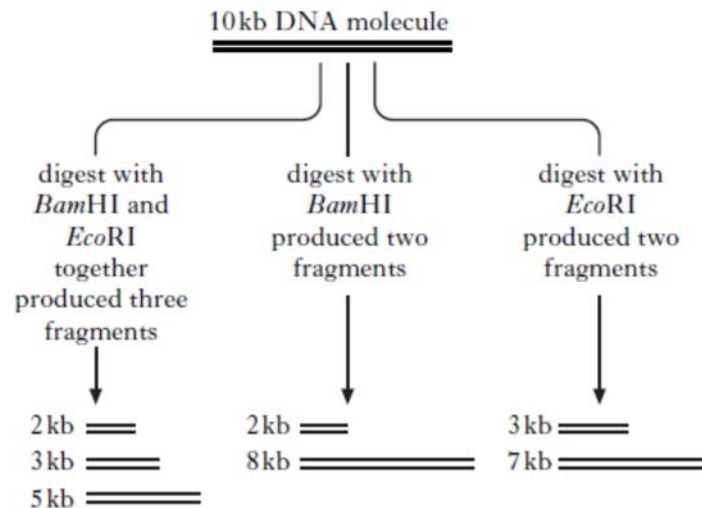 10 kb DNA molecule
digest with
BamHI and
EcoRI
together
produced three
fragments
digest with
BamHI
produced two
fragments
digest with
EcoRI
produced two
fragments
2 kb
3 kb
5 kb
2 kb
8 kb
3 kb
7 kb